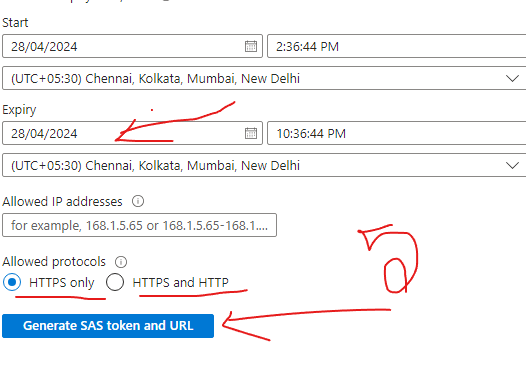 Start
28/04/2024 2:36:44 PM
(UTC+05:30) Chennai, Kolkata, Mumbai, New Delhi
Expiry
28/04/2024 10:36:44 PM
(UTC+05:30) Chennai, Kolkata, Mumbai, New Delhi
Allowed IP addresses
for example, 168.1.5.65 or 168.1.5.65-168.1....
Allowed protocols
HTTPS only HTTPS and HTTP
Generate SAS token and URL